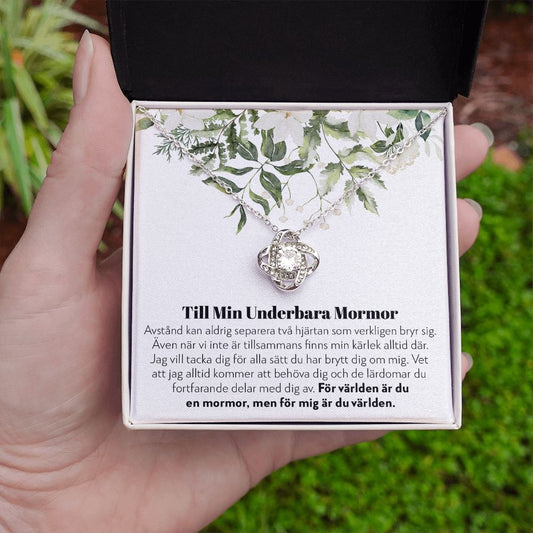 Till Min Underbara Mormor
Avstånd kan aldrig separera två hjärtan som verkligen bryr sig.
Även när vi inte är tillsammans finns min kärlek alltid där.
Jag vill tacka dig för alla sätt du har brytt dig om mig. Vet
att jag alltid kommer att behöva dig och de lärdomar du
fortfarande delar med dig av. För världen är du
en mormor, men för mig är du världen.